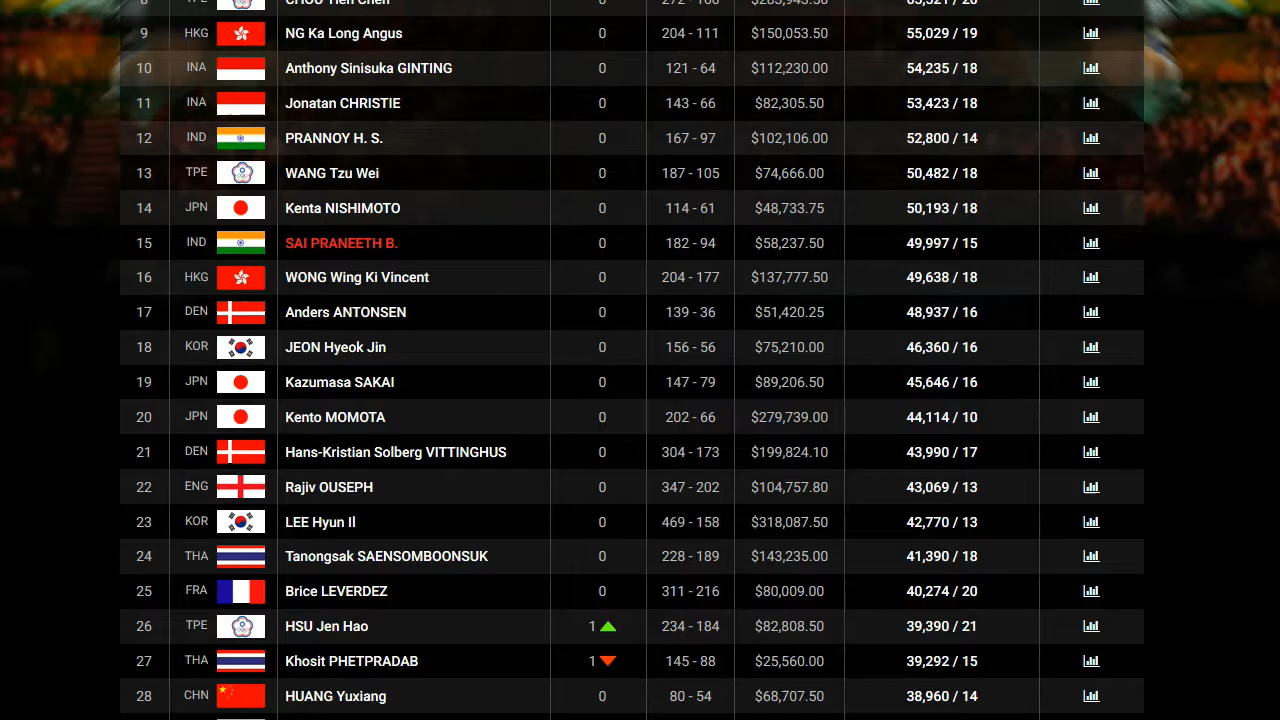 8 TPE CHOU Tien Chen 0
9 HKG NG Ka Long Angus 0 204 - 111 $150,053.50 55,029 / 19
10 INA Anthony Sinisuka GINTING 0 121 - 64 $112,230.00 54,235 / 18
11 INA Jonatan CHRISTIE 0 143 - 66 $82,305.50 53,423 / 18
12 IND PRANNOY H. S. 0 167 - 97 $102,106.00 52,800 / 14
13 TPE WANG Tzu Wei 0 187 - 105 $74,666.00 50,482 / 18
14 JPN Kenta NISHIMOTO 0 114 - 61 $48,733.75 50,193 / 18
15 IND SAI PRANEETH B. 0 182 - 94 $58,237.50 49,997 / 15
16 HKG WONG Wing Ki Vincent 0 204 - 177 $137,777.50 49,638 / 18
17 DEN Anders ANTONSEN 0 139 - 36 $51,420.25 48,937 / 16
18 KOR JEON Hyeok Jin 0 156 - 56 $75,210.00 46,360 / 16
19 JPN Kazumasa SAKAI 0 147 - 79 $89,206.50 45,646 / 16
20 JPN Kento MOMOTA 0 202 - 66 $279,739.00 44,114 / 10
21 DEN Hans-Kristian Solberg VITTINGHUS 0 304 - 173 $199,824.10 43,990 / 17
22 ENG Rajiv OUSEPH 0 347 - 202 $104,757.80 43,069 / 13
23 KOR LEE Hyun Il 0 469 - 158 $318,087.50 42,770 / 13
24 THA Tanongsak SAENSOMBOONSUK 0 228 - 189 $143,235.00 41,390 / 18
25 FRA Brice LEVERDEZ 0 311 - 216 $80,009.00 40,274 / 20
26 TPE HSU Jen Hao 1 234 - 184 $82,808.50 39,390 / 21
27 THA Khosit PHETPRADAB 1 145 - 88 $25,560.00 39,292 / 15
28 CHN HUANG Yuxiang 0 80 - 54 $68,707.50 38,960 / 14